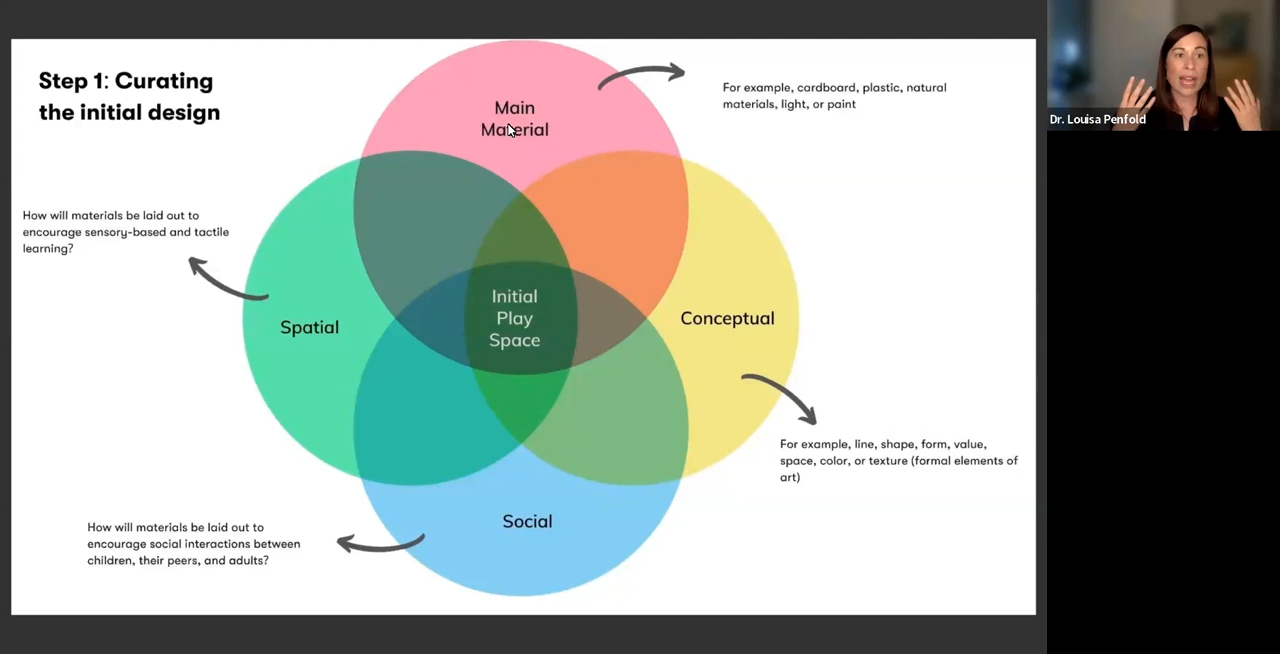 Step 1: Curating
the initial design
Main
Material
For example, cardboard, plastic, natural
materials, light, or paint
Dr. Louisa Penfold
How will materials be laid out to
encourage sensory-based and tactile
learning?
Initial
Play
Space
Spatial
Conceptual
For example, line, shape, form, value,
space, color, or texture (formal elements of
art)
Social
How will materials be laid out to
encourage social interactions between
children, their peers, and adults?